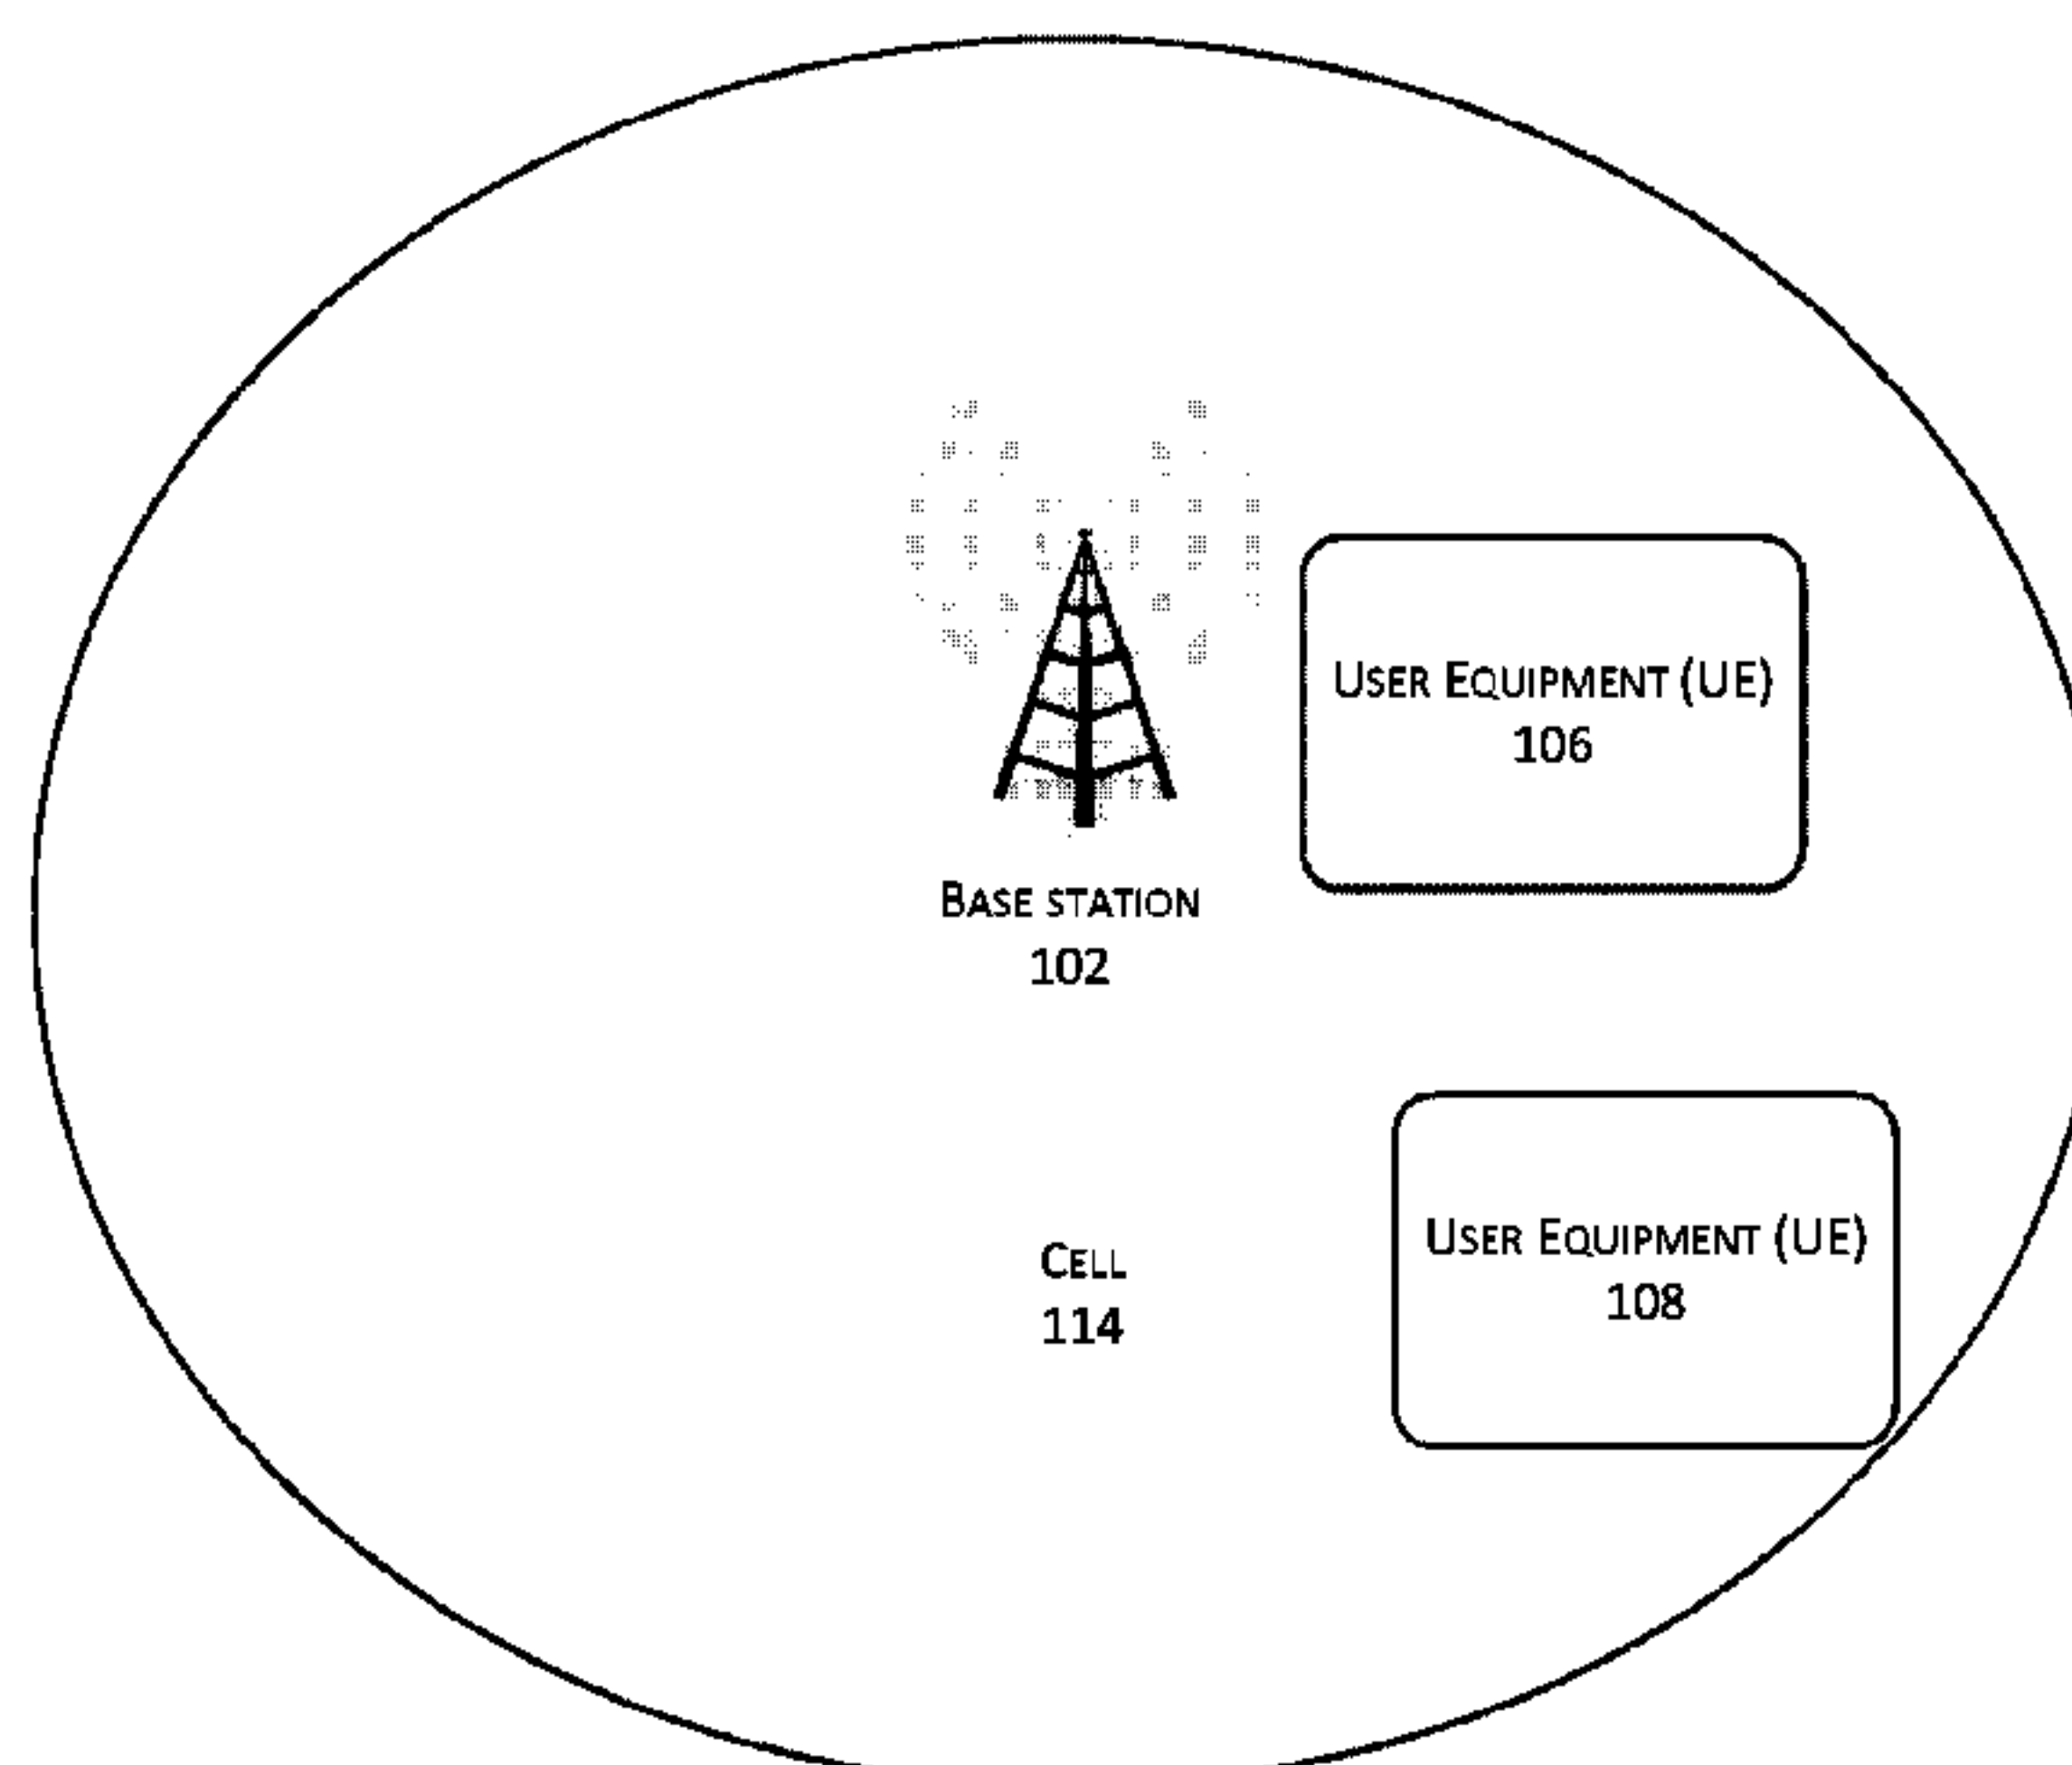 USER EQUIPMENT (UE)
106
BASE STATION
102
USER EQUIPMENT (UE)
108
CELL
114